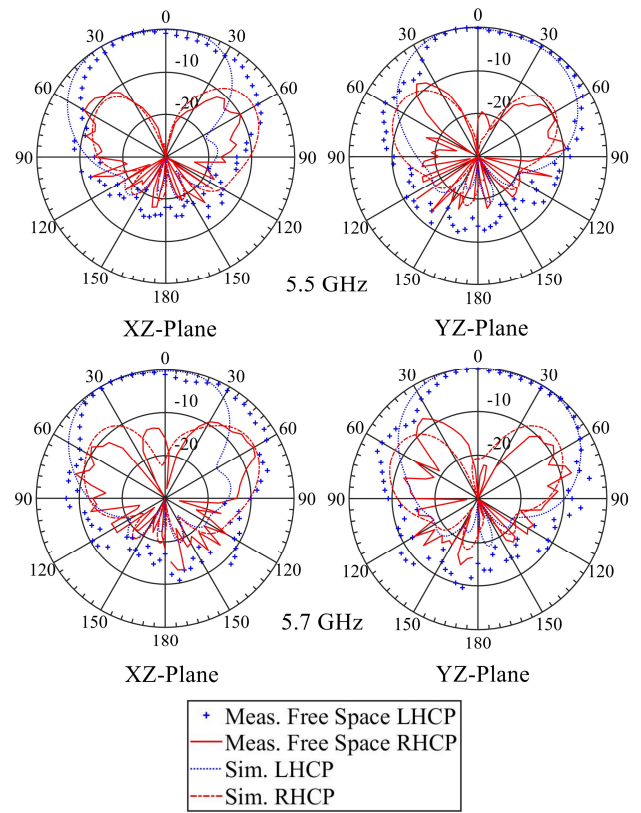 0 0
30 30 30 30
-10 -10
60 60 60 60
-20 -20
90 90 90 90
120 120 120 120
150 150 150 150
180 5.5 GHz 180
XZ-Plane YZ-Plane
0 0
30 30 30 30
-10 -10
60 60 60 60
-20 -20
90 90 90 90
120 120 120 120
150 150 150 150
180 5.7 GHz 180
XZ-Plane YZ-Plane
Meas. Free Space LHCP
Meas. Free Space RHCP
Sim. LHCP
Sim. RHCP